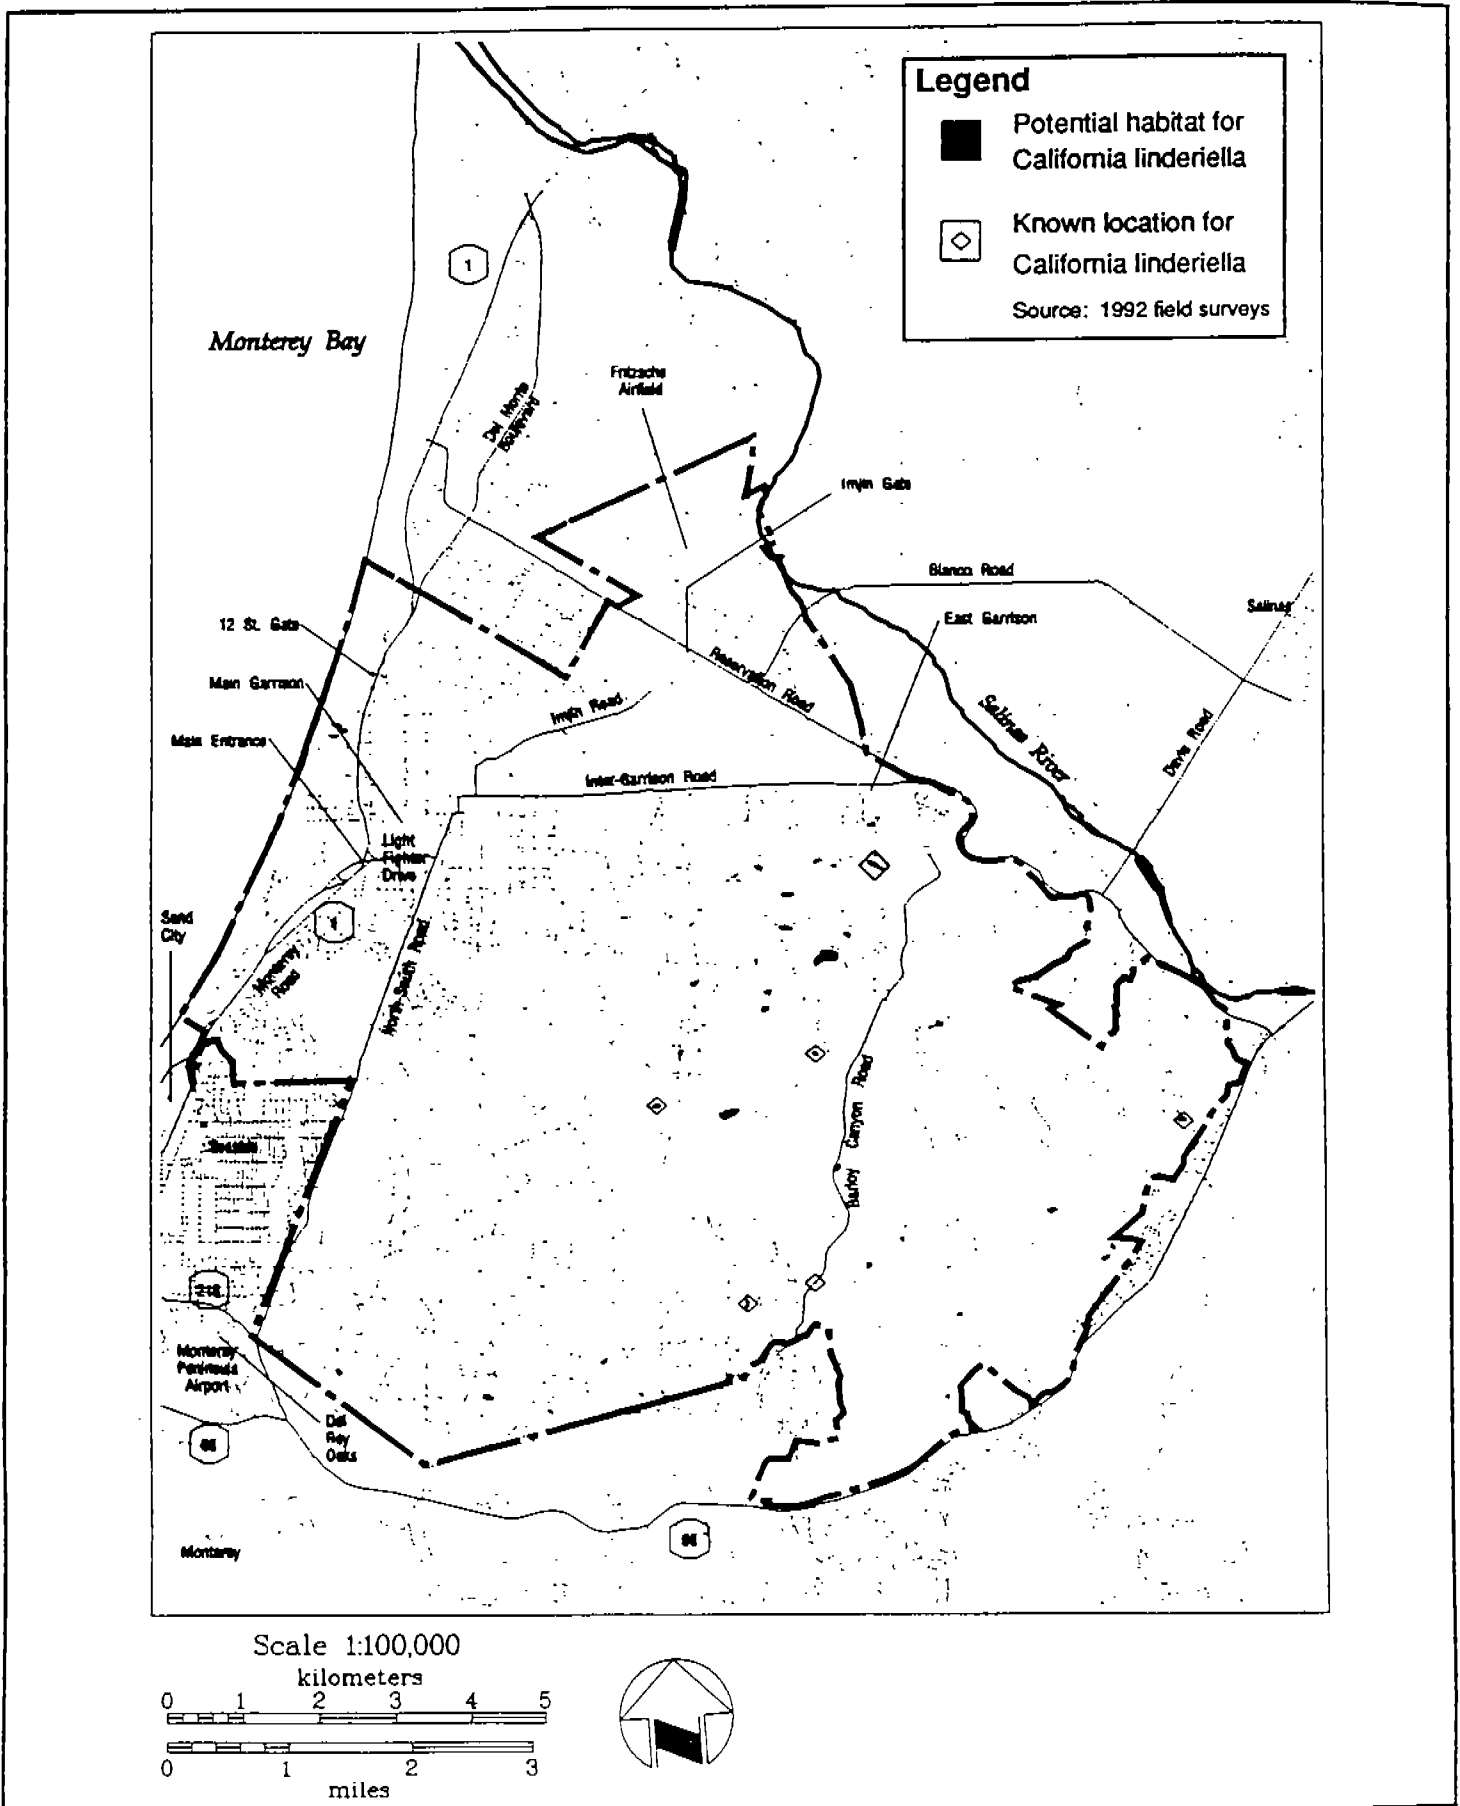 Legend
Potential habitat for
California linderiella
Known location for
California linderiella
Source: 1992 field surveys
1
Monterey Bay
Fritzsche
Airfield
Del Monte
Boulevard
Imjin Gate
Blanco Road
Salinas
12 St. Gate
East Garrison
Main Garrison
Reservation Road
Imjin Road
Salinas River
Davis Road
Main Entrance
Inter-Garrison Road
Light
Fighter
Drive
Sand
City
1
Monterey
Road
North-South Road
Barloy Canyon Road
Seaside
218
Monterey
Peninsula
Airport
Del
Rey
Oaks
68
68
Monterey
Scale 1:100,000
kilometers
0 1 2 3 4 5
0 1 2 3
miles